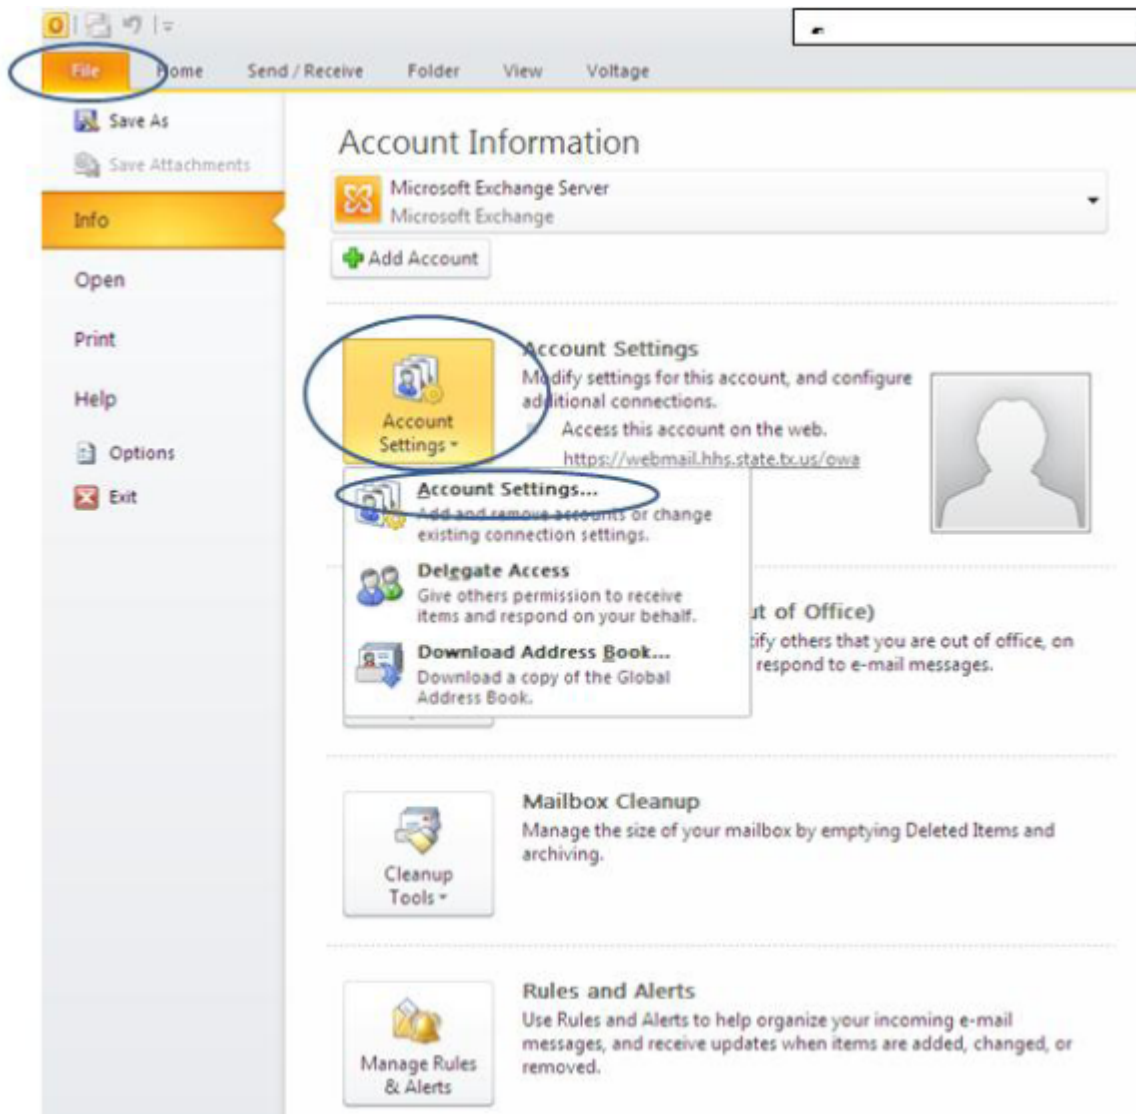 File Home Send / Receive Folder View Voltage
Save As
Save Attachments
Info
Open
Print
Help
Options
Exit
Account Information
Microsoft Exchange Server
Microsoft Exchange
Add Account
Account
Settings
Account Settings
Modify settings for this account, and configure
additional connections.
Access this account on the web.
https://webmail.hhs.state.tx.us/owa
Account Settings...
Add and remove accounts or change
existing connection settings.
Delegate Access
Give others permission to receive
items and respond on your behalf.
Download Address Book...
Download a copy of the Global
Address Book.
ut of Office)
tify others that you are out of office, on
respond to e-mail messages.
Cleanup
Tools
Mailbox Cleanup
Manage the size of your mailbox by emptying Deleted Items and
archiving.
Manage Rules
& Alerts
Rules and Alerts
Use Rules and Alerts to help organize your incoming e-mail
messages, and receive updates when items are added, changed, or
removed.